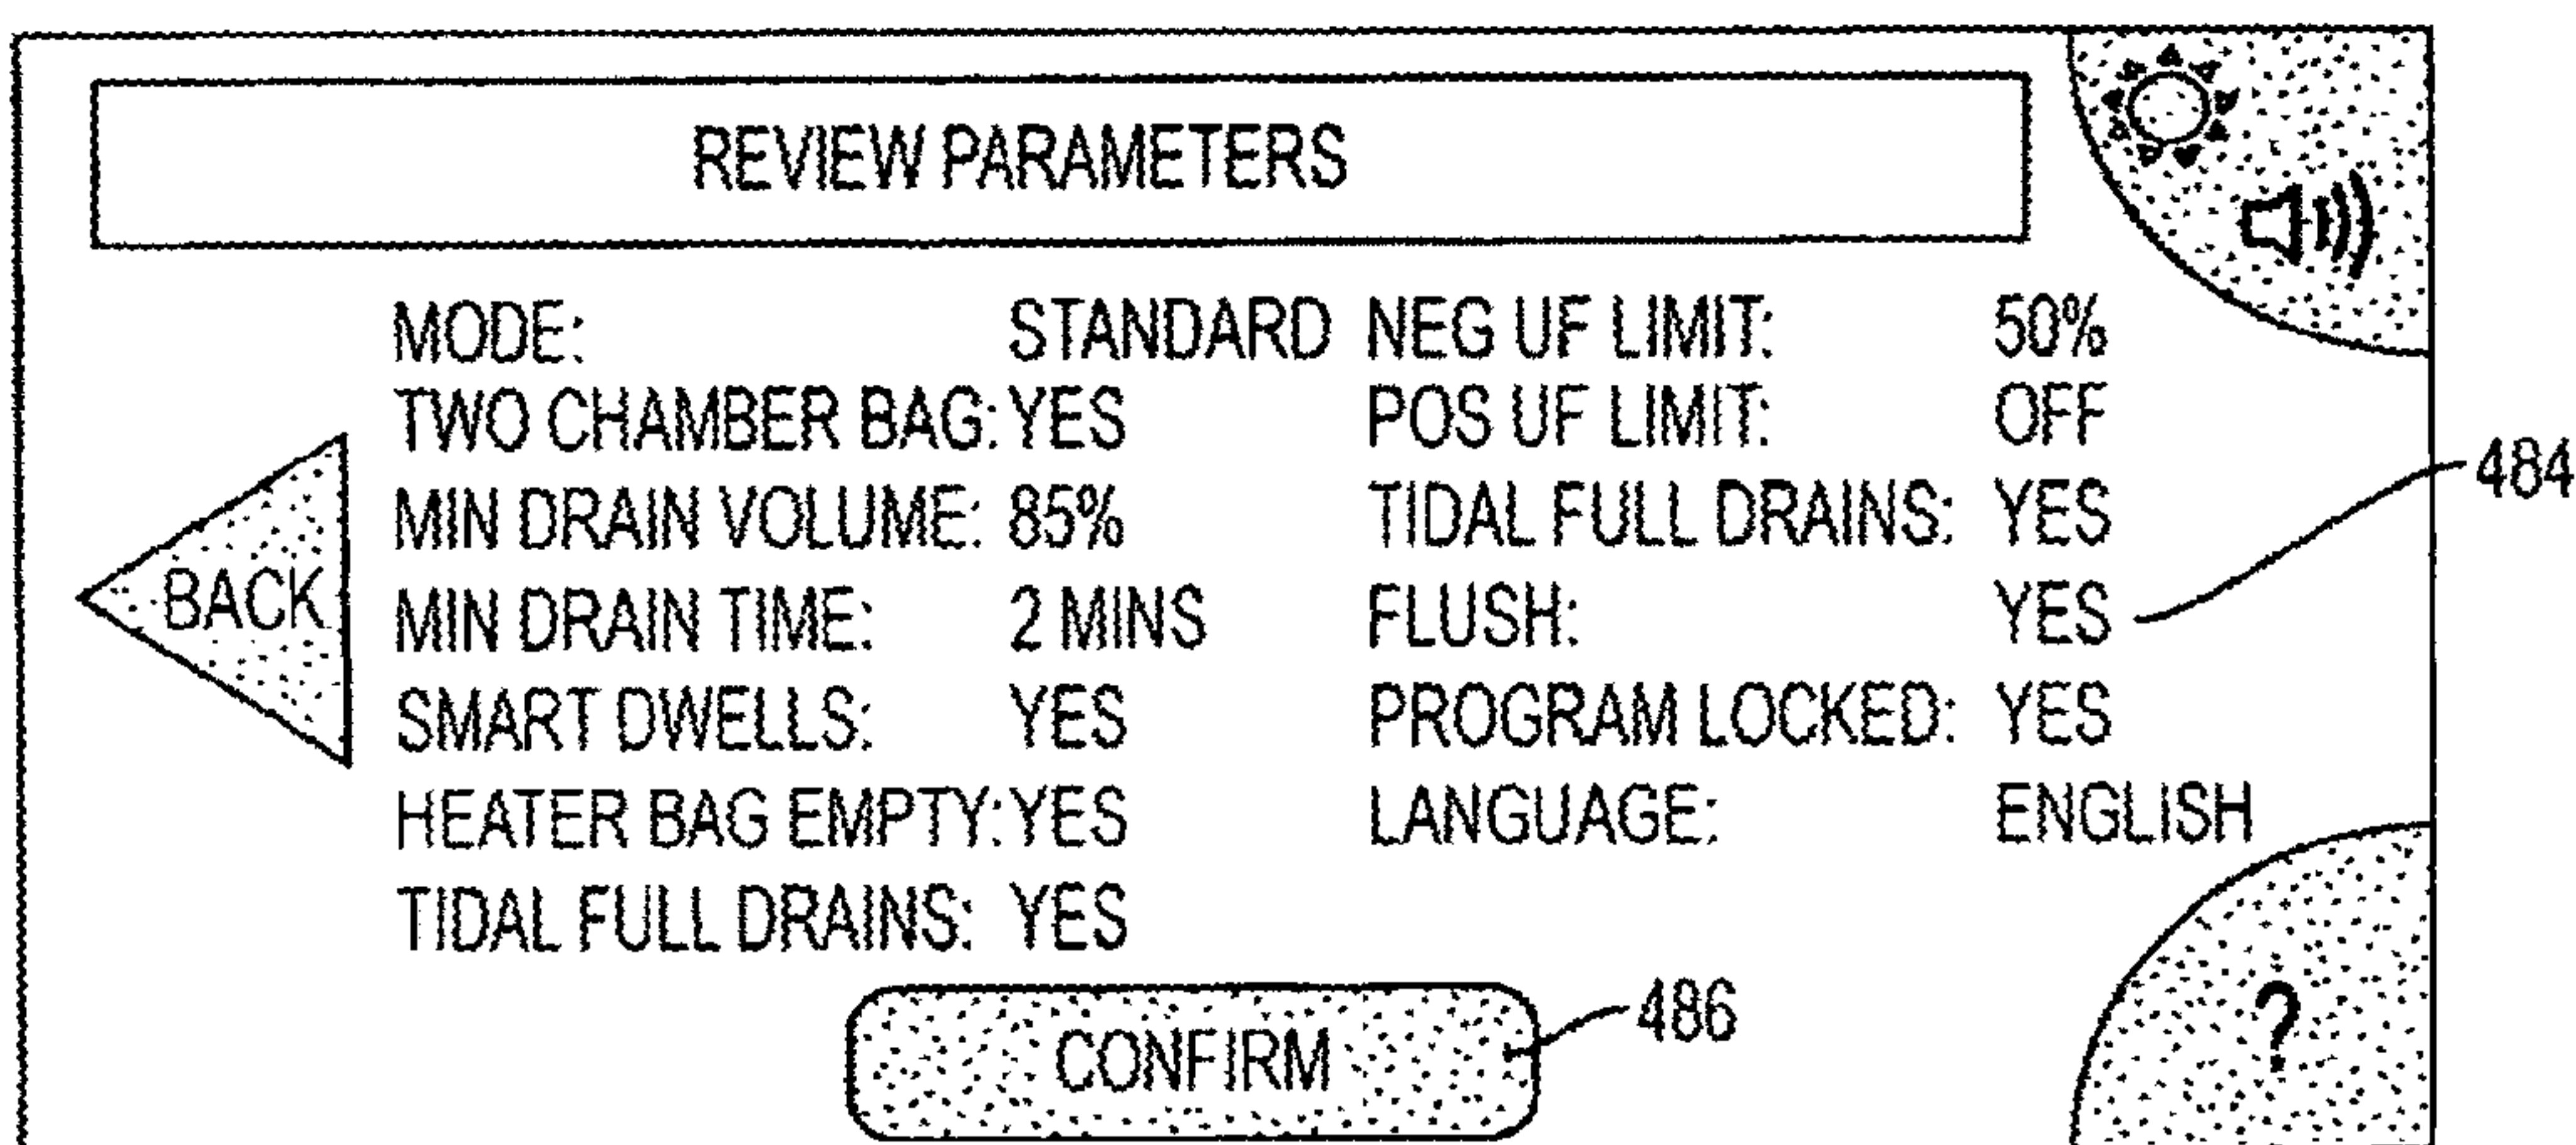 REVIEW PARAMETERS
MODE: STANDARD NEG UF LIMIT: 50%
TWO CHAMBER BAG: YES POS UF LIMIT: OFF
MIN DRAIN VOLUME: 85% TIDAL FULL DRAINS: YES
484
BACK
MIN DRAIN TIME: 2 MINS FLUSH: YES
SMART DWELLS: YES PROGRAM LOCKED: YES
HEATER BAG EMPTY: YES LANGUAGE: ENGLISH
TIDAL FULL DRAINS: YES
CONFIRM
486
?